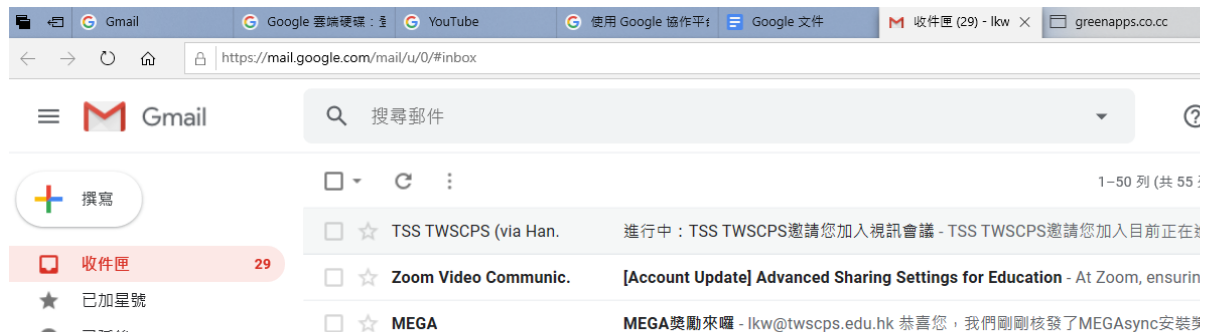 Gmail
Google 雲端硬碟：
YouTube
使用 Google 協作平台
Google 文件
收件匣 (29) - lkw
greenapps.co.cc
https://mail.google.com/mail/u/0/#inbox
Gmail
搜尋郵件
撰寫
1–50 列 (共 55
TSS TWSCPS (via Han. 進行中：TSS TWSCPS邀請您加入視訊會議 - TSS TWSCPS邀請您加入目前正在
收件匣 29
Zoom Video Communic. [Account Update] Advanced Sharing Settings for Education - At Zoom, ensurin
已加星號
MEGA MEGA獎勵來囉 - lkw@twscps.edu.hk 恭喜您，我們剛剛核發了MEGAsync安裝獎